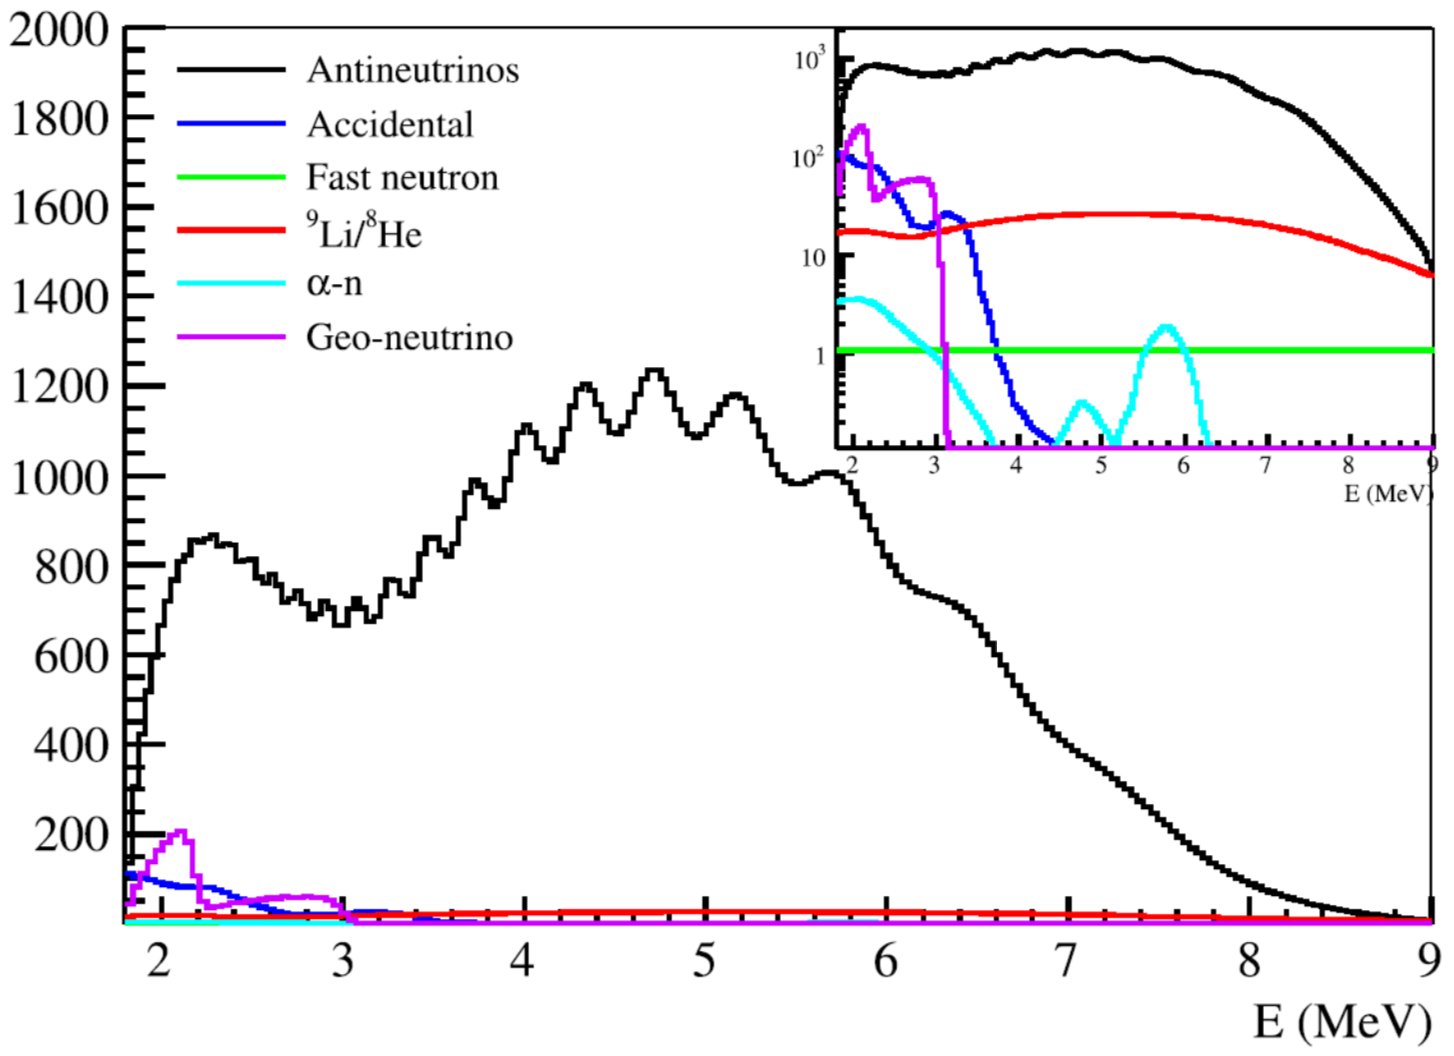 2000
1800
1600
1400
1200
1000
800
600
400
200
Antineutrinos
Accidental
Fast neutron
⁹Li/⁸He
α-n
Geo-neutrino
10³
10²
10
1
2 3 4 5 6 7 8 9
E (MeV)
2 3 4 5 6 7 8 9
E (MeV)